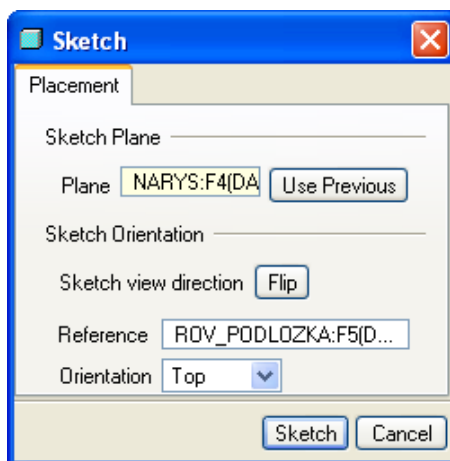 Sketch
Placement
Sketch Plane
Plane NARYS:F4(DA Use Previous
Sketch Orientation
Sketch view direction Flip
Reference ROV_PODLOZKA:F5(D...
Orientation Top
Sketch Cancel